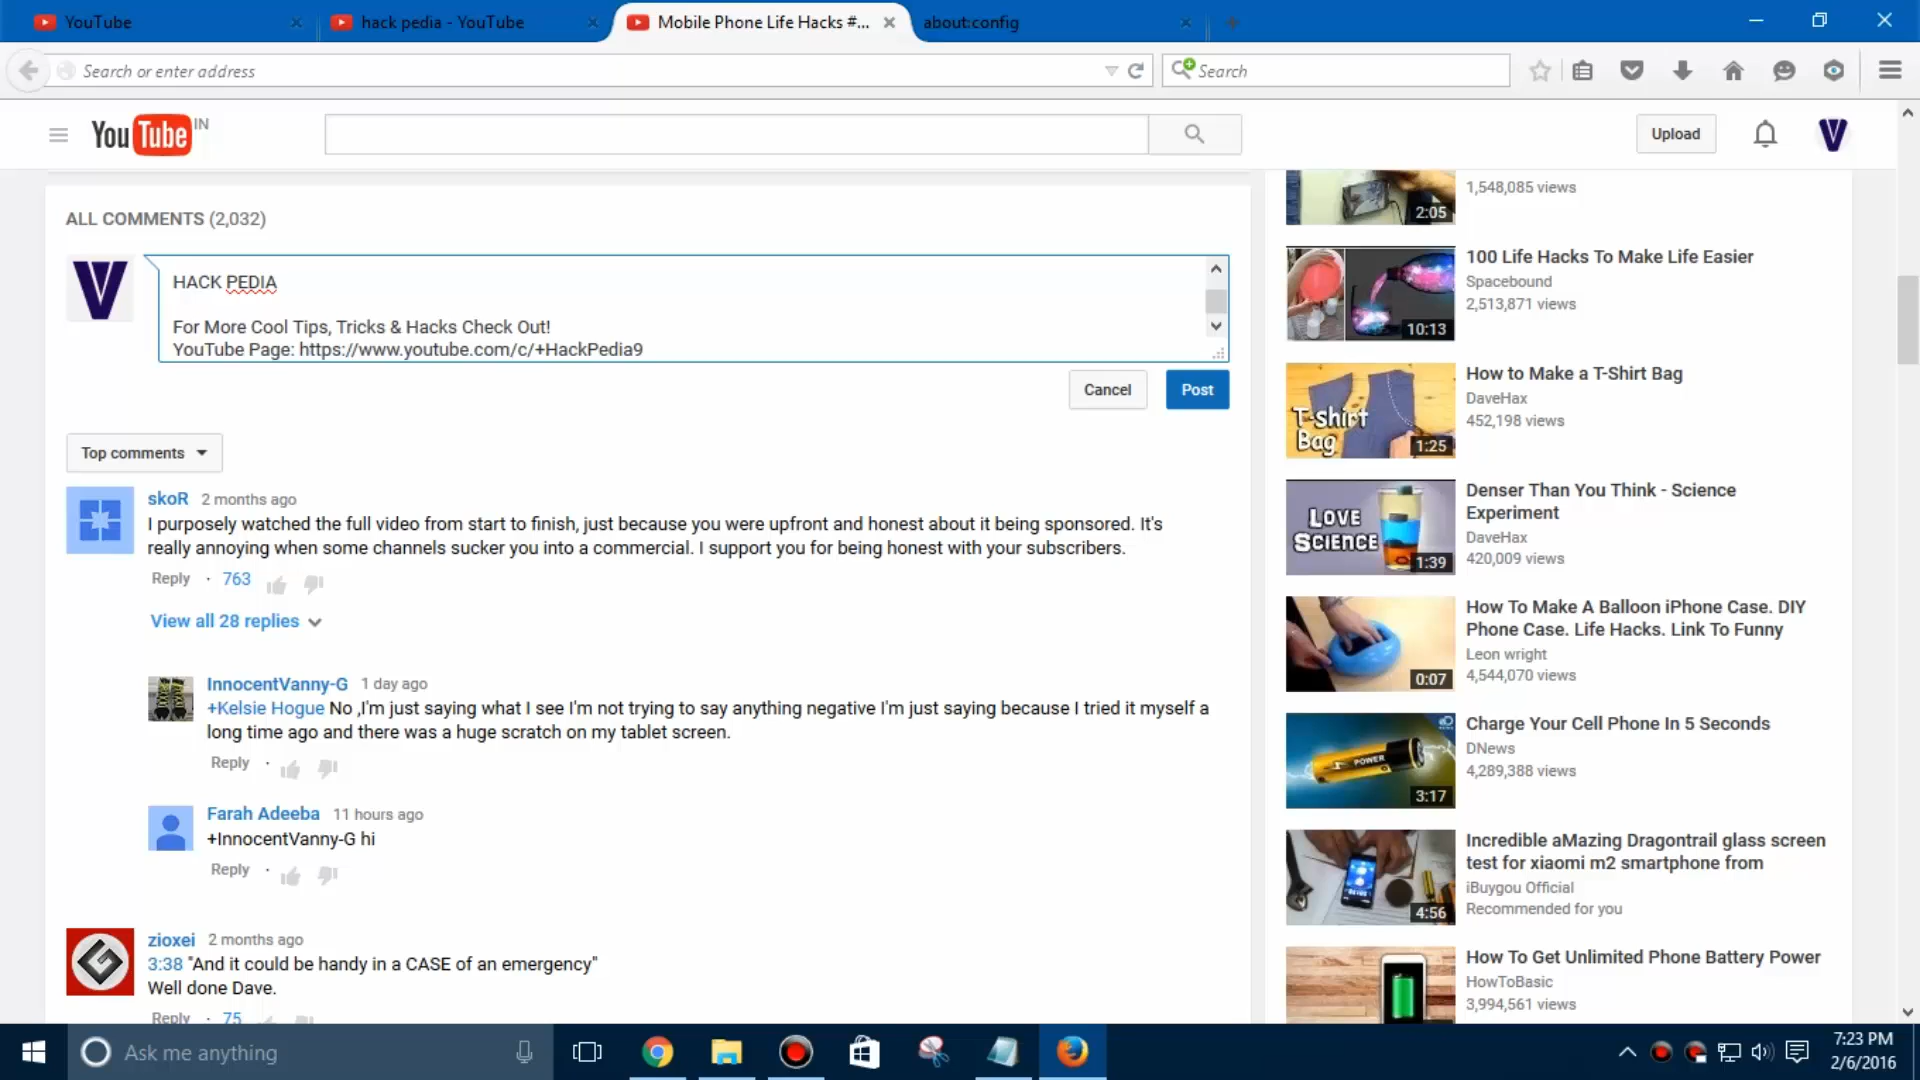 YouTube
hack pedia - YouTube
Mobile Phone Life Hacks #...
about:config
Search or enter address
Search
YouTube IN
Upload
ALL COMMENTS (2,032)
HACK PEDIA
For More Cool Tips, Tricks & Hacks Check Out!
YouTube Page: https://www.youtube.com/c/+HackPedia9
Cancel
Post
Top comments
skoR 2 months ago
I purposely watched the full video from start to finish, just because you were upfront and honest about it being sponsored. It's
really annoying when some channels sucker you into a commercial. I support you for being honest with your subscribers.
Reply · 763
View all 28 replies
InnocentVanny-G 1 day ago
+Kelsie Hogue No ,I'm just saying what I see I'm not trying to say anything negative I'm just saying because I tried it myself a
long time ago and there was a huge scratch on my tablet screen.
Reply ·
Farah Adeeba 11 hours ago
+InnocentVanny-G hi
Reply ·
zioxei 2 months ago
3:38 "And it could be handy in a CASE of an emergency"
Well done Dave.
Reply · 75
1,548,085 views
2:05
100 Life Hacks To Make Life Easier
Spacebound
2,513,871 views
10:13
How to Make a T-Shirt Bag
DaveHax
452,198 views
T-shirt
Bag
1:25
Denser Than You Think - Science
Experiment
DaveHax
420,009 views
LOVE
SCIENCE
1:39
How To Make A Balloon iPhone Case. DIY
Phone Case. Life Hacks. Link To Funny
Leon wright
4,544,070 views
0:07
Charge Your Cell Phone In 5 Seconds
DNews
4,289,388 views
POWER
3:17
Incredible aMazing Dragontrail glass screen
test for xiaomi m2 smartphone from
iBuygou Official
Recommended for you
4:56
How To Get Unlimited Phone Battery Power
HowToBasic
3,994,561 views
Ask me anything
7:23 PM
2/6/2016